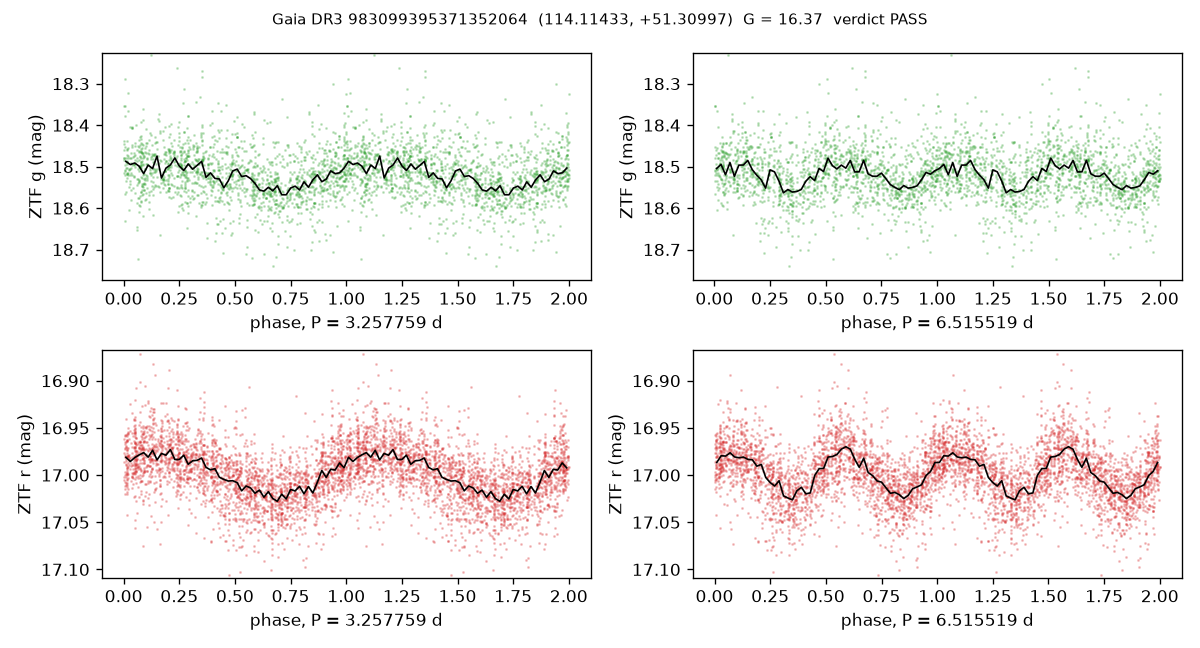 Gaia DR3 983099395371352064 (114.11433, +51.30997) G = 16.37 verdict PASS
ZTF g (mag)
18.3
18.4
18.5
18.6
18.7
0.00 0.25 0.50 0.75 1.00 1.25 1.50 1.75 2.00
phase, P = 3.257759 d
ZTF g (mag)
18.3
18.4
18.5
18.6
18.7
0.00 0.25 0.50 0.75 1.00 1.25 1.50 1.75 2.00
phase, P = 6.515519 d
ZTF r (mag)
16.90
16.95
17.00
17.05
17.10
0.00 0.25 0.50 0.75 1.00 1.25 1.50 1.75 2.00
phase, P = 3.257759 d
ZTF r (mag)
16.90
16.95
17.00
17.05
17.10
0.00 0.25 0.50 0.75 1.00 1.25 1.50 1.75 2.00
phase, P = 6.515519 d